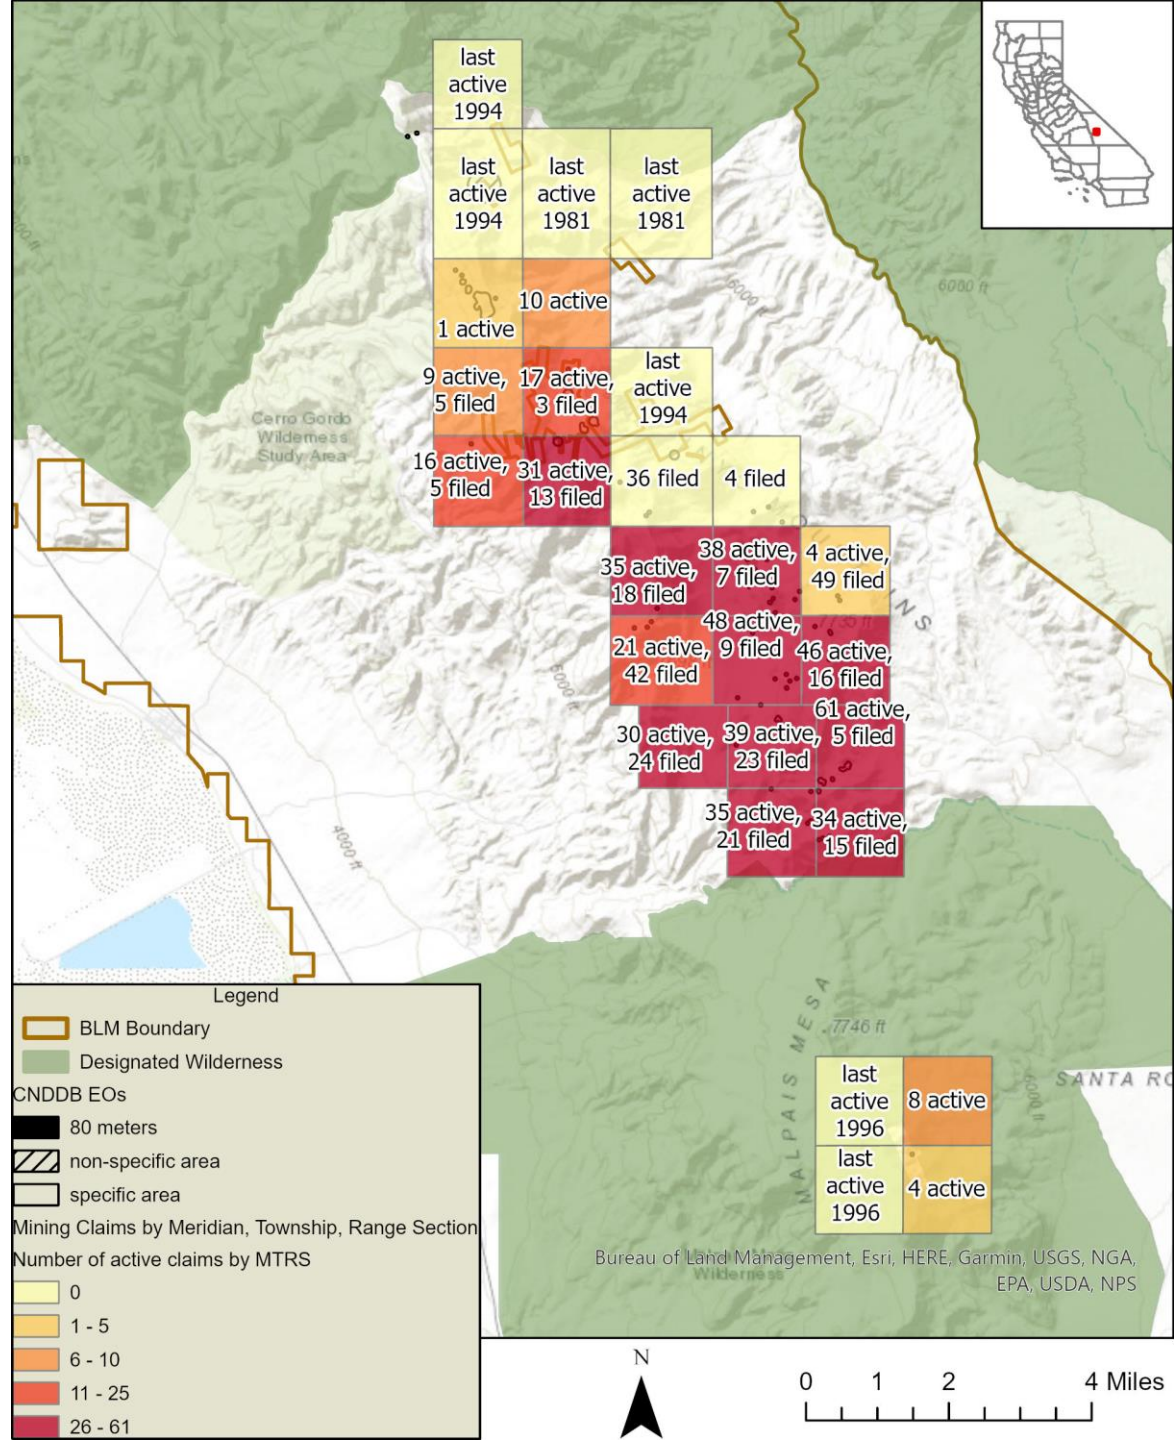 last
active
1994
last
active
1994
last
active
1981
last
active
1981
6000 ft
6000 ft
1 active
10 active
9 active,
5 filed
17 active,
3 filed
last
active
1994
Cerro Gordo
Wilderness
Study Area
16 active,
5 filed
31 active,
13 filed
36 filed
4 filed
35 active,
18 filed
38 active,
7 filed
4 active,
49 filed
INS
7735 ft
21 active,
42 filed
48 active,
9 filed
46 active,
16 filed
5000 ft
30 active,
24 filed
39 active,
23 filed
61 active,
5 filed
4000 ft
35 active,
21 filed
34 active,
15 filed
MALPAIS MESA
7746 ft
last
active
1996
8 active
SANTA RO
6000 ft
last
active
1996
4 active
Bureau of Land Management, Esri, HERE, Garmin, USGS, NGA,
EPA, USDA, NPS
Wilderness
Legend
BLM Boundary
Designated Wilderness
CNDDB EOs
80 meters
non-specific area
specific area
Mining Claims by Meridian, Township, Range Section
Number of active claims by MTRS
0
1 - 5
6 - 10
11 - 25
26 - 61
N
0 1 2 4 Miles